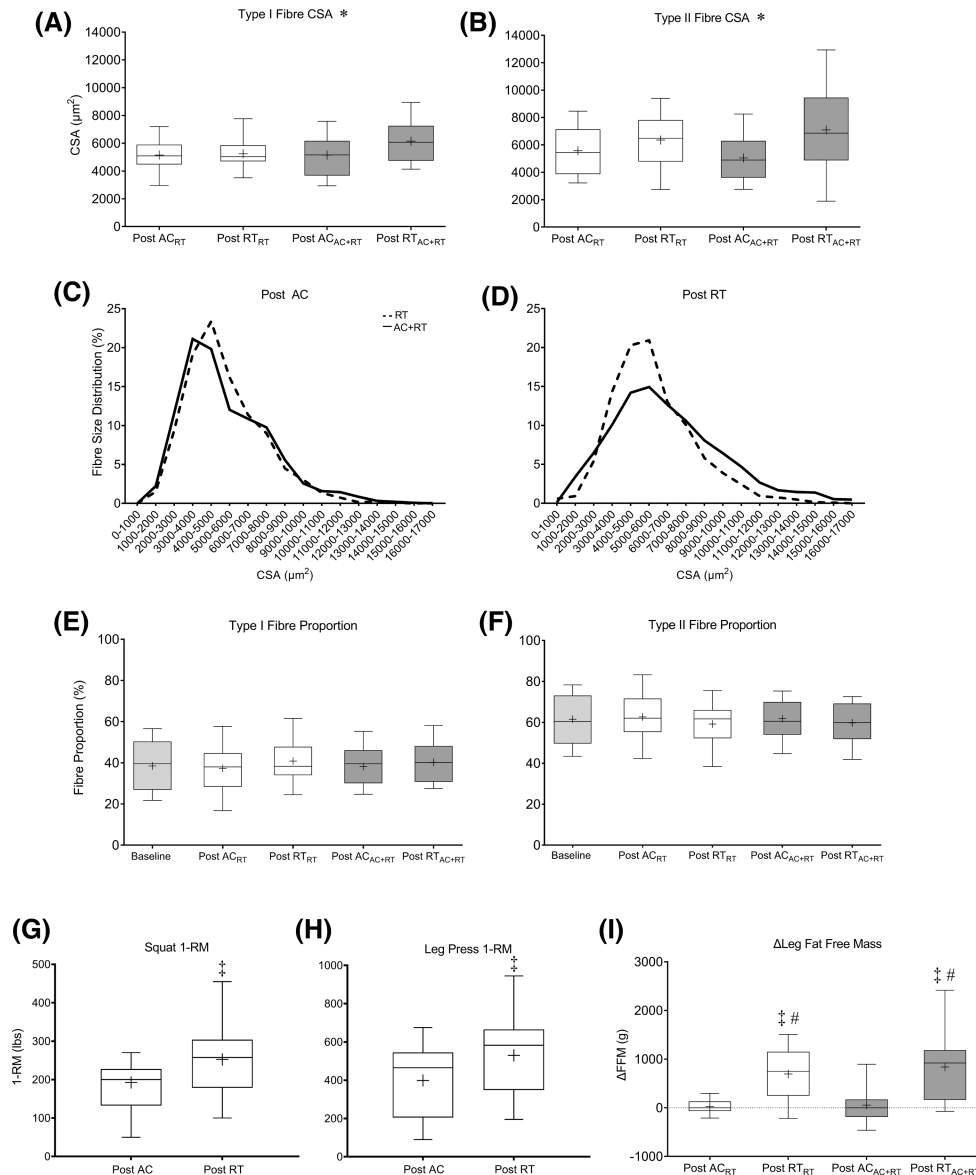 (A)
Type I Fibre CSA *
CSA (µm²)
14000
12000
10000
8000
6000
4000
2000
0
Post AC_RT Post RT_RT Post AC_AC+RT Post RT_AC+RT
(B)
Type II Fibre CSA *
14000
12000
10000
8000
6000
4000
2000
0
Post AC_RT Post RT_RT Post AC_AC+RT Post RT_AC+RT
(C)
Post AC
RT
AC+RT
Fibre Size Distribution (%)
25
20
15
10
5
0
0-1000
1000-2000
2000-3000
3000-4000
4000-5000
5000-6000
6000-7000
7000-8000
8000-9000
9000-10000
10000-11000
11000-12000
12000-13000
13000-14000
14000-15000
15000-16000
16000-17000
CSA (µm²)
(D)
Post RT
25
20
15
10
5
0
0-1000
1000-2000
2000-3000
3000-4000
4000-5000
5000-6000
6000-7000
7000-8000
8000-9000
9000-10000
10000-11000
11000-12000
12000-13000
13000-14000
14000-15000
15000-16000
16000-17000
CSA (µm²)
(E)
Type I Fibre Proportion
Fibre Proportion (%)
100
80
60
40
20
0
Baseline Post AC_RT Post RT_RT Post AC_AC+RT Post RT_AC+RT
(F)
Type II Fibre Proportion
100
80
60
40
20
0
Baseline Post AC_RT Post RT_RT Post AC_AC+RT Post RT_AC+RT
(G)
Squat 1-RM
‡
1-RM (lbs)
500
400
300
200
100
0
Post AC Post RT
(H)
Leg Press 1-RM
‡
1000
800
600
400
200
0
Post AC Post RT
(I)
ΔLeg Fat Free Mass
‡ #
‡ #
ΔFFM (g)
3000
2000
1000
0
-1000
Post AC_RT Post RT_RT Post AC_AC+RT Post RT_AC+RT